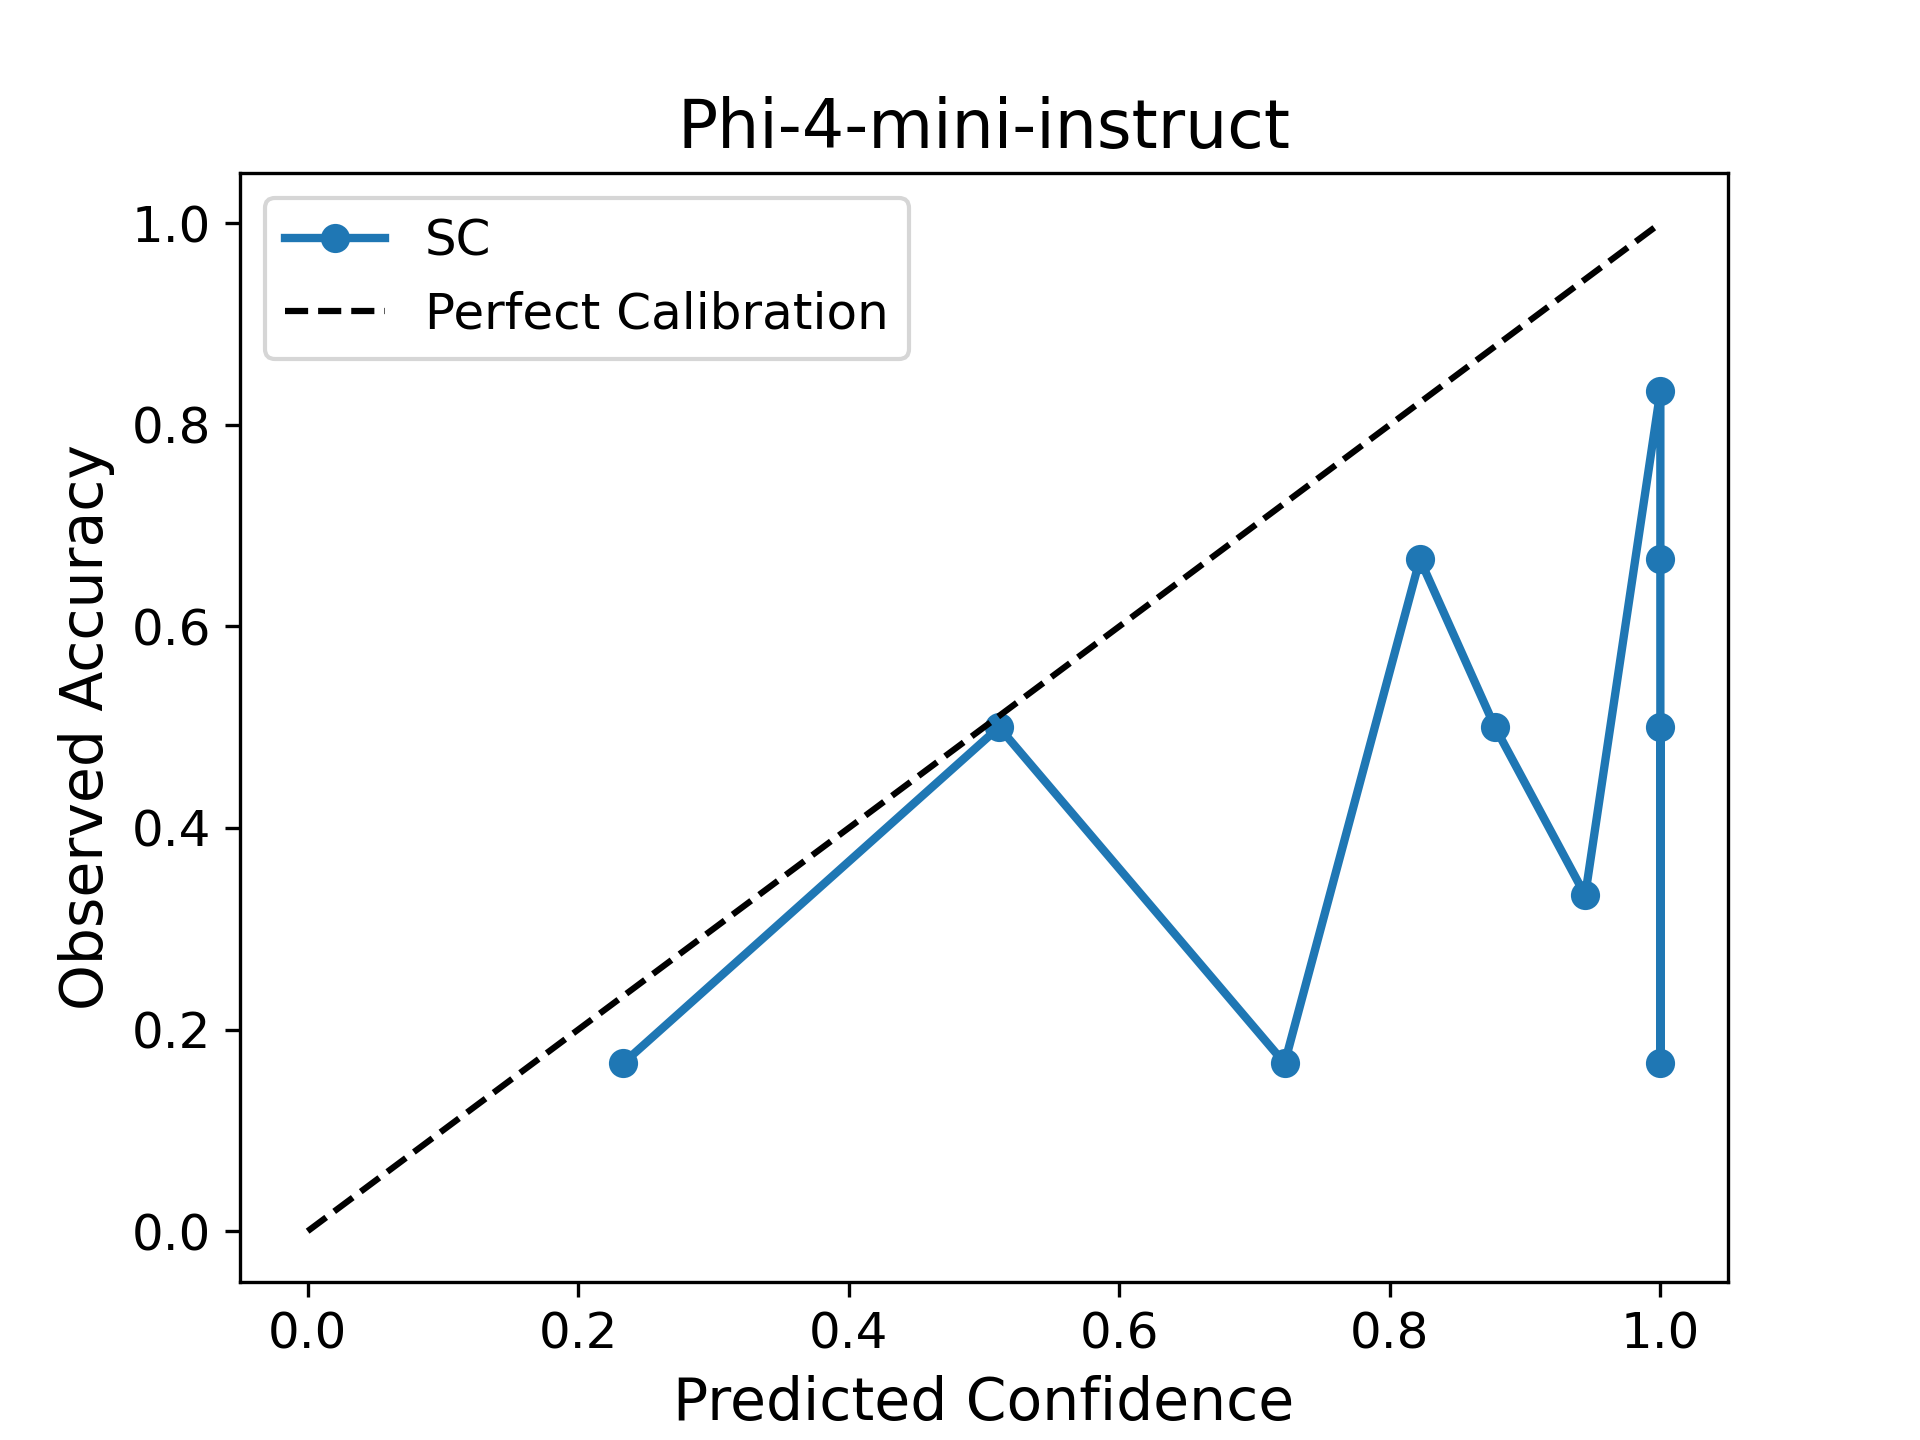 Phi-4-mini-instruct
SC
Perfect Calibration
1.0
0.8
0.6
0.4
0.2
0.0
Observed Accuracy
0.0 0.2 0.4 0.6 0.8 1.0
Predicted Confidence